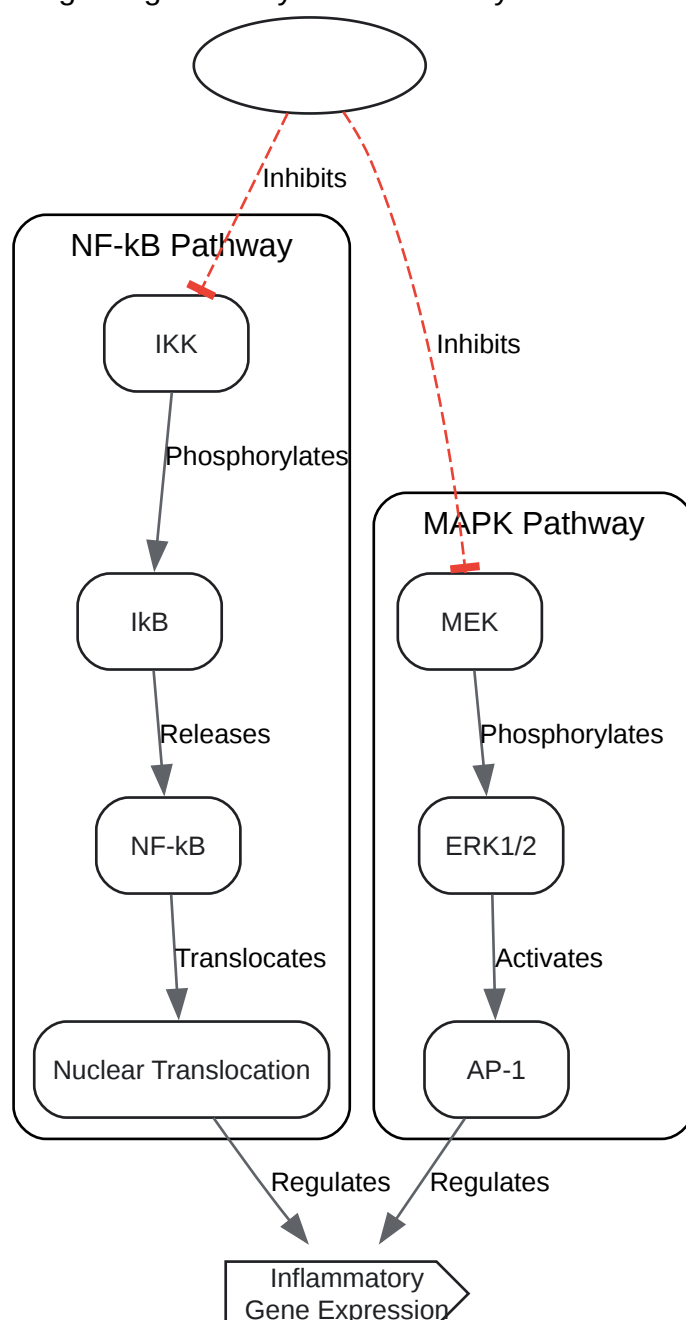 Inhibits
NF-kB Pathway
IKK
Inhibits
Phosphorylates
MAPK Pathway
IkB
MEK
Releases
Phosphorylates
NF-kB
ERK1/2
Translocates
Activates
Nuclear Translocation
AP-1
Regulates
Regulates
Inflammatory
Gene Expression